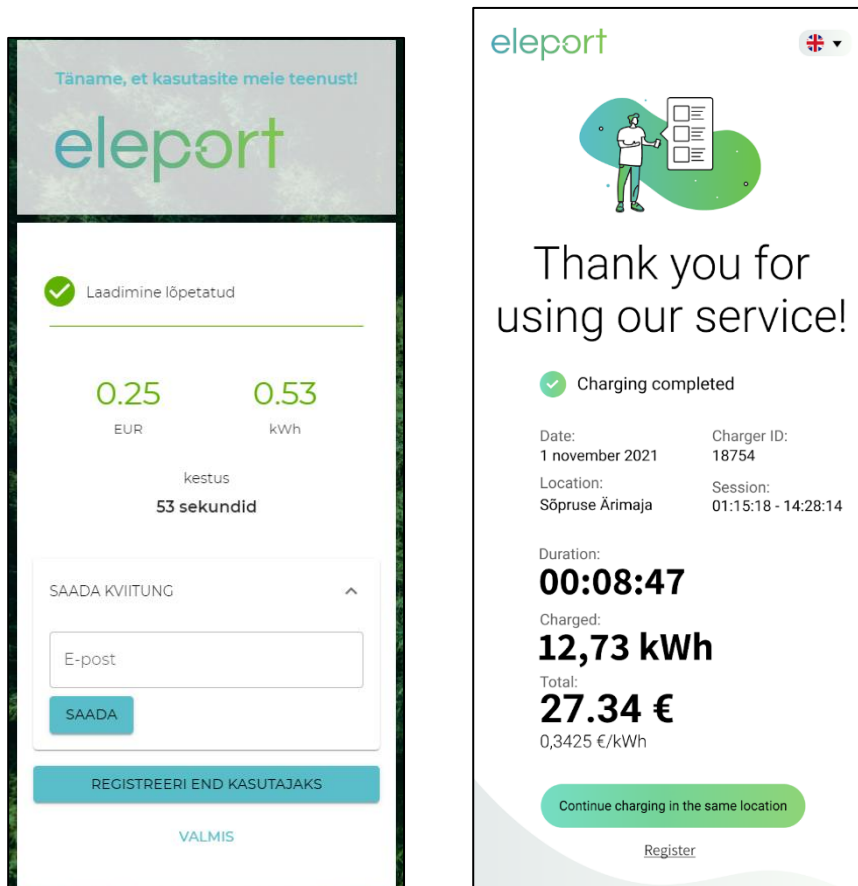 Täname, et kasutasite meie teenust!
eleport
Laadimine lõpetatud
0.25
EUR
0.53
kWh
kestus
53 sekundid
SAADA KVIITUNG
E-post
SAADA
REGISTREERI END KASUTAJAKS
VALMIS
eleport
Thank you for
using our service!
Charging completed
Date:
1 november 2021
Charger ID:
18754
Location:
Sõpruse Ärimaja
Session:
01:15:18 - 14:28:14
Duration:
00:08:47
Charged:
12,73 kWh
Total:
27.34 €
0,3425 €/kWh
Continue charging in the same location
Register